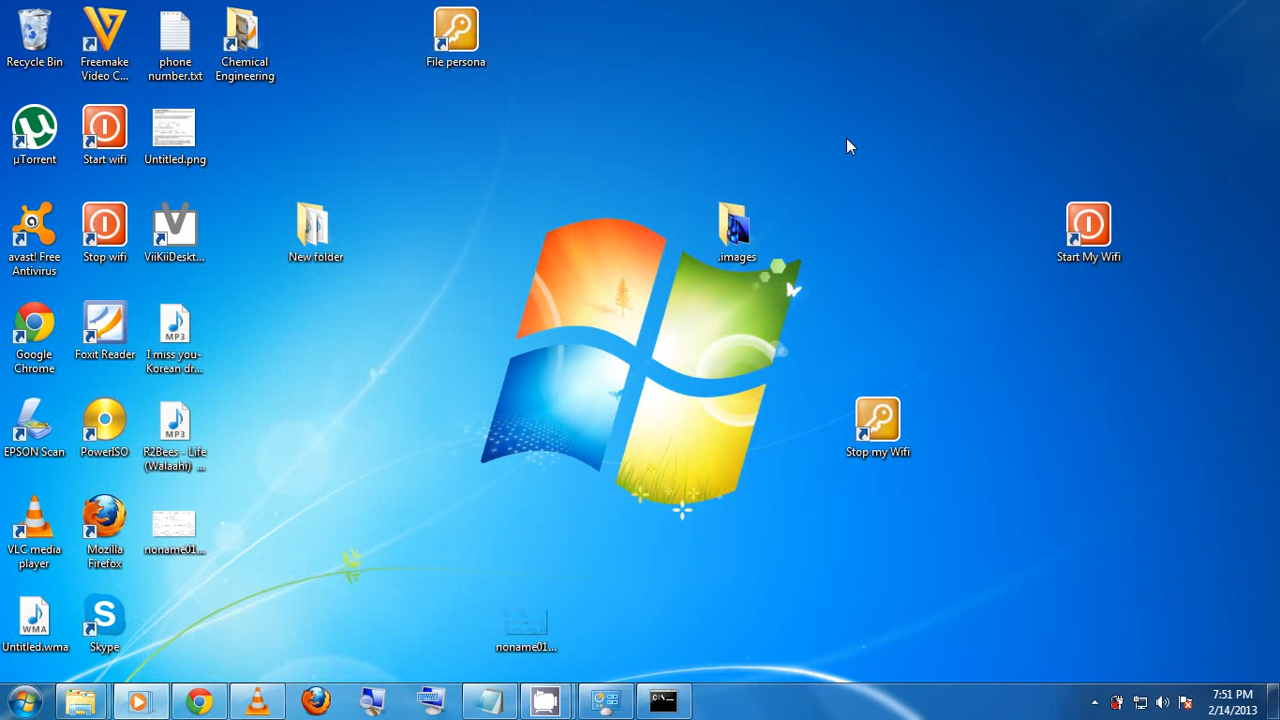 Recycle Bin
Freemake
Video C...
phone
number.txt
Chemical
Engineering
File persona
µTorrent
Start wifi
Untitled.png
avast! Free
Antivirus
Stop wifi
ViiKiiDeskt...
New folder
.images
Start My Wifi
Google
Chrome
Foxit Reader
MP3
I miss you-
Korean dr...
EPSON Scan
PowerISO
MP3
R2Bees - Life
(Walaahi) ...
Stop my Wifi
VLC media
player
Mozilla
Firefox
noname01...
WMA
Untitled.wma
Skype
noname01...
C:\
7:51 PM
2/14/2013